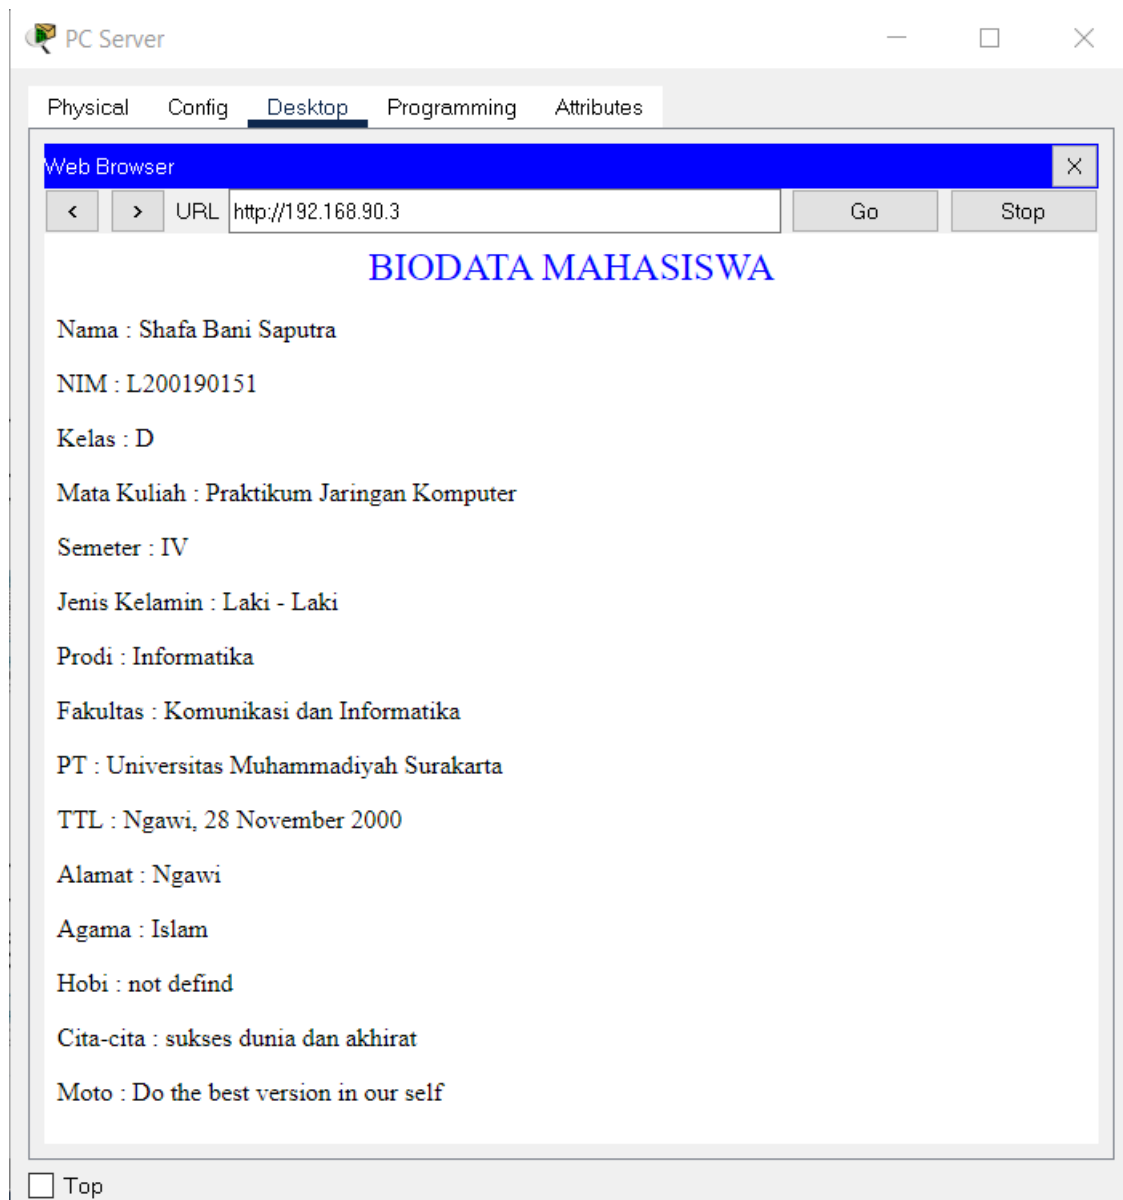 PC Server
Physical Config Desktop Programming Attributes
Web Browser X
< > URL http://192.168.90.3 Go Stop
BIODATA MAHASISWA
Nama : Shafa Bani Saputra
NIM : L200190151
Kelas : D
Mata Kuliah : Praktikum Jaringan Komputer
Semeter : IV
Jenis Kelamin : Laki - Laki
Prodi : Informatika
Fakultas : Komunikasi dan Informatika
PT : Universitas Muhammadiyah Surakarta
TTL : Ngawi, 28 November 2000
Alamat : Ngawi
Agama : Islam
Hobi : not defind
Cita-cita : sukses dunia dan akhirat
Moto : Do the best version in our self
Top